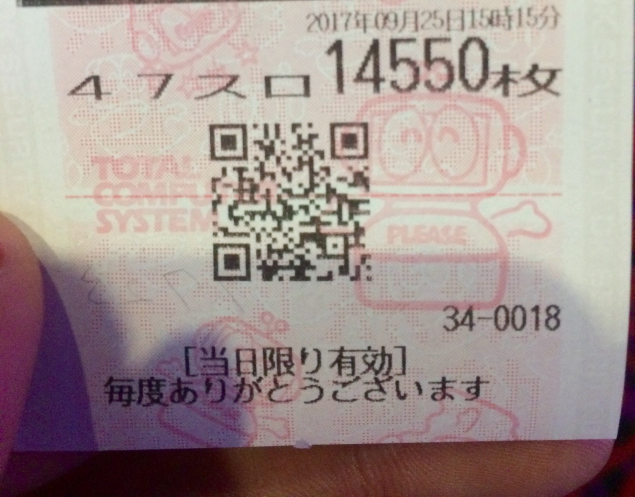 2017年09月25日15時15分
47スロ 14550枚
TOTAL
COMPU
SYSTEM
PLEASE
34-0018
[当日限り有効]
毎度ありがとうございます